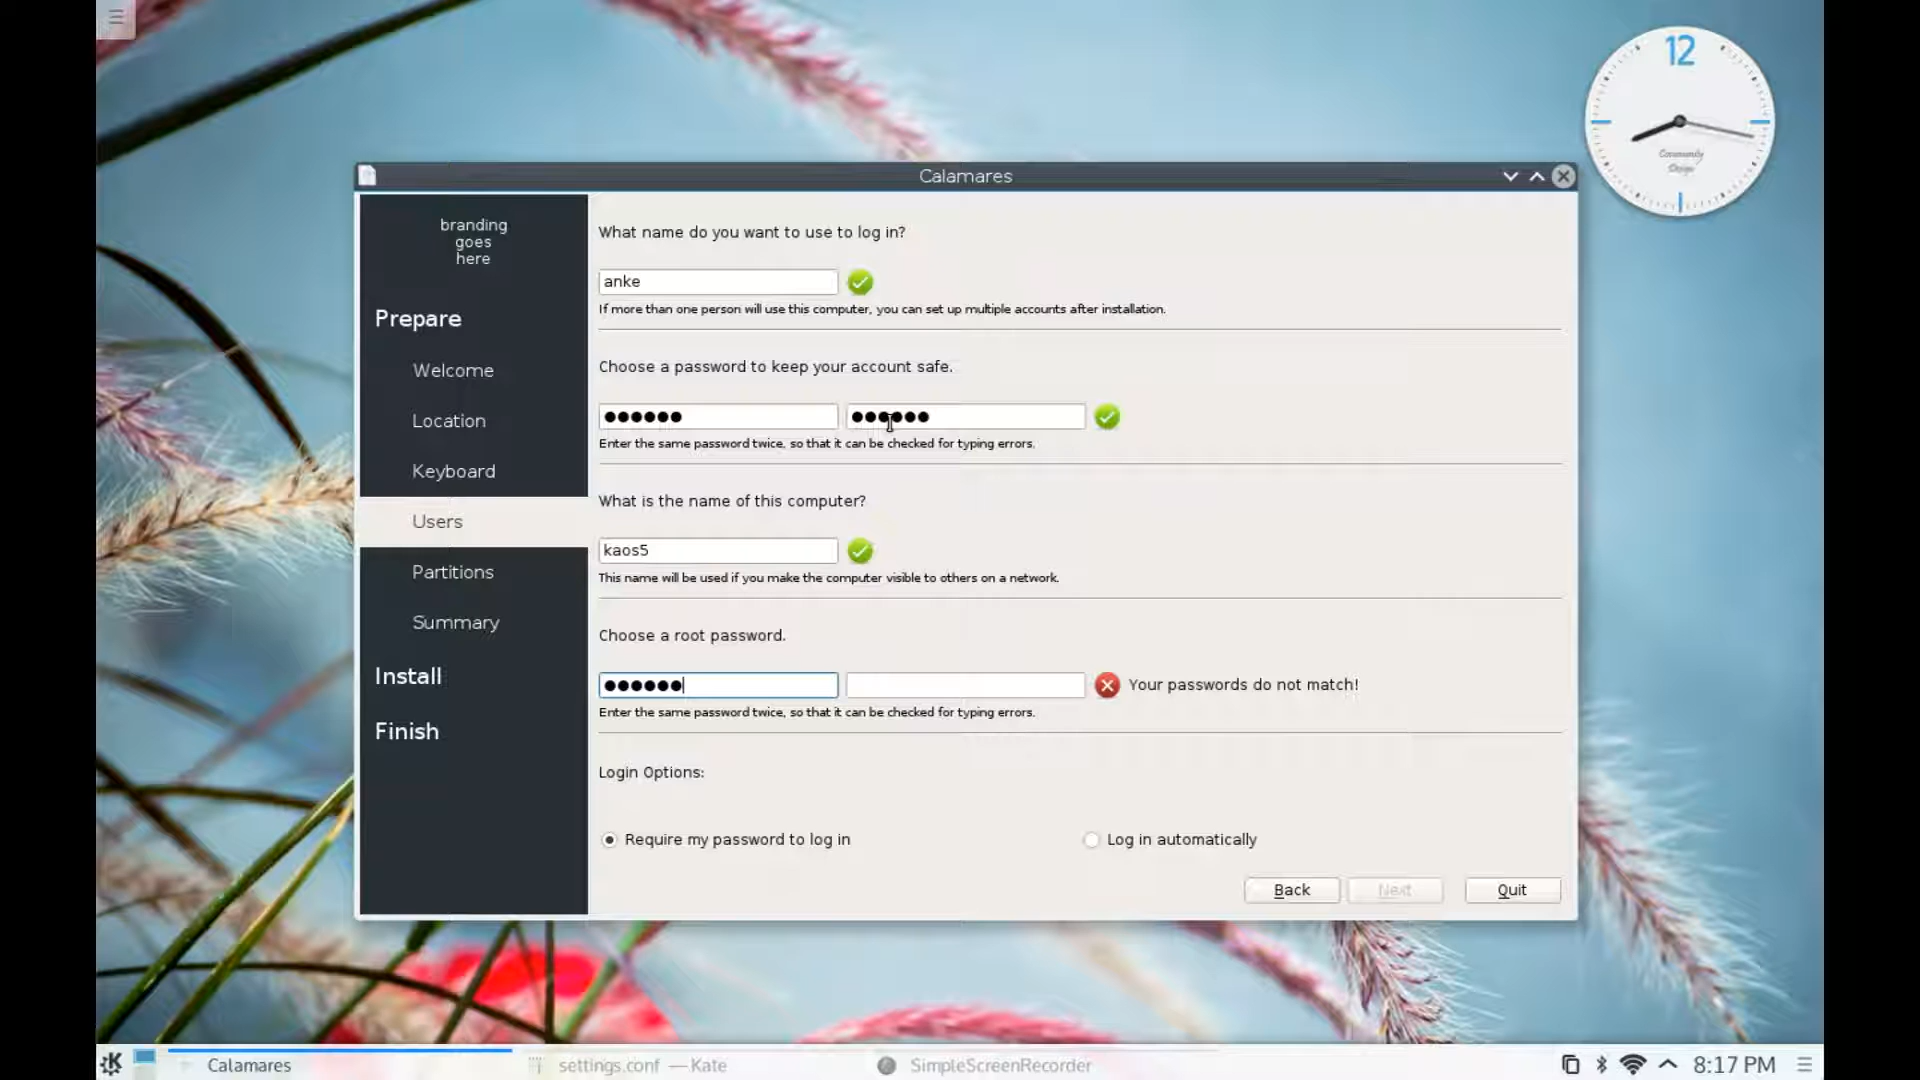 12
Community
Design
Calamares
branding
goes
here
Prepare
Welcome
Location
Keyboard
Users
Partitions
Summary
Install
Finish
What name do you want to use to log in?
anke
If more than one person will use this computer, you can set up multiple accounts after installation.
Choose a password to keep your account safe.
●●●●●● ●●●●●●
Enter the same password twice, so that it can be checked for typing errors.
What is the name of this computer?
kaos5
This name will be used if you make the computer visible to others on a network.
Choose a root password.
●●●●●● Your passwords do not match!
Enter the same password twice, so that it can be checked for typing errors.
Login Options:
Require my password to log in Log in automatically
Back Next Quit
Calamares settings.conf — Kate SimpleScreenRecorder 8:17 PM